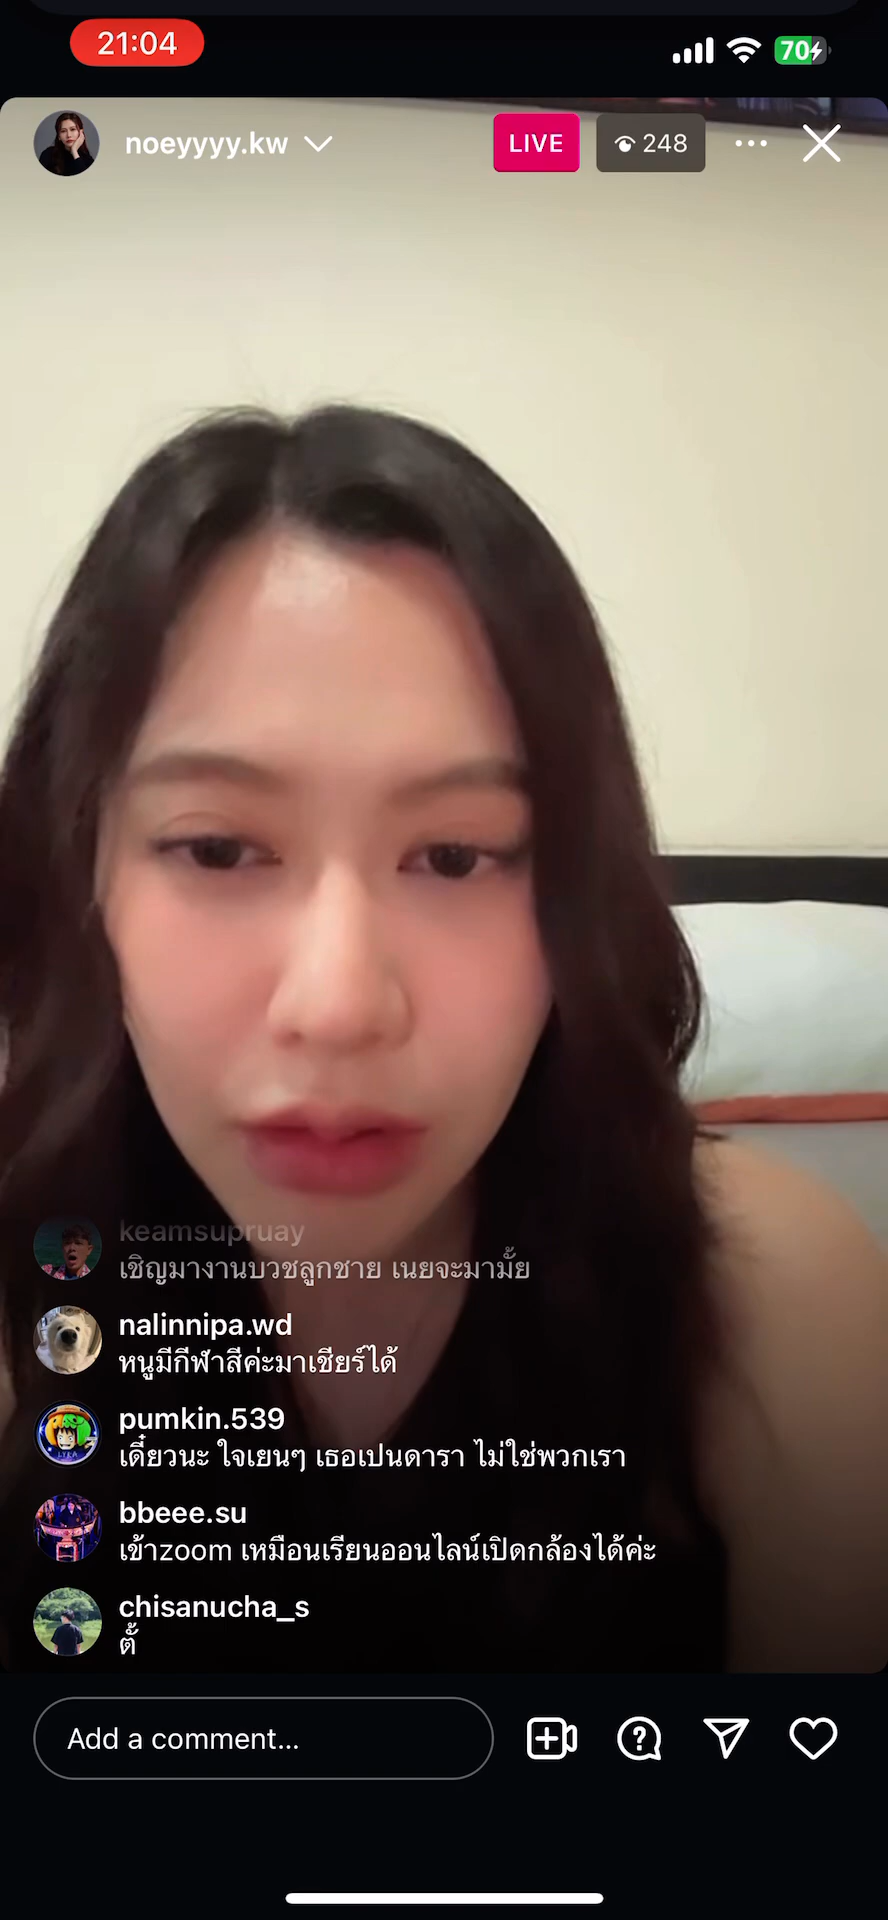 21:04
70
noeyyyy.kw
LIVE
248
keamsupruay
เชิญมางานบวชลูกชาย เนยจะมามั้ย
nalinnipa.wd
หนูมีกีฬาสีค่ะมาเชียร์ได้
pumkin.539
เดี๋ยวนะ ใจเยนๆ เธอเปนดารา ไม่ใช่พวกเรา
bbeee.su
เข้าzoom เหมือนเรียนออนไลน์เปิดกล้องได้ค่ะ
chisanucha_s
ตั้
Add a comment...